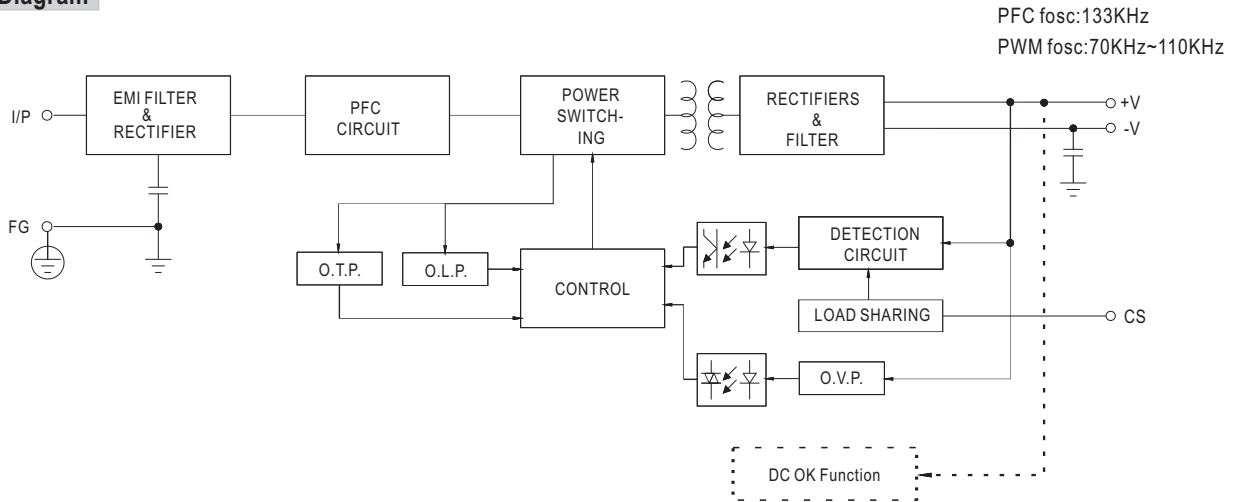 Diagram
PFC fosc:133KHz
PWM fosc:70KHz~110KHz
I/P
EMI FILTER
&
RECTIFIER
PFC
CIRCUIT
POWER
SWITCH-
ING
RECTIFIERS
&
FILTER
+V
-V
FG
O.T.P.
O.L.P.
CONTROL
DETECTION
CIRCUIT
LOAD SHARING
CS
O.V.P.
DC OK Function